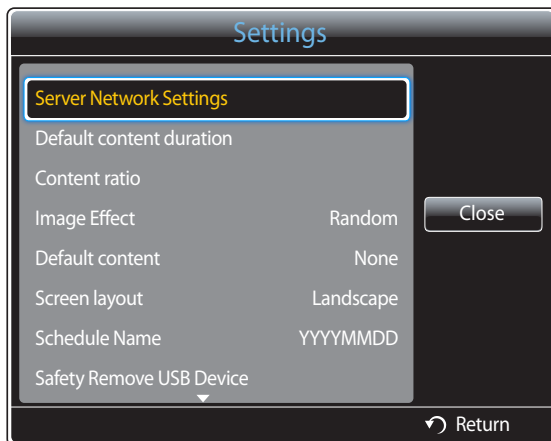 Settings
Server Network Settings
Default content duration
Content ratio
Image Effect Random
Close
Default content None
Screen layout Landscape
Schedule Name YYYYMMDD
Safety Remove USB Device
Return